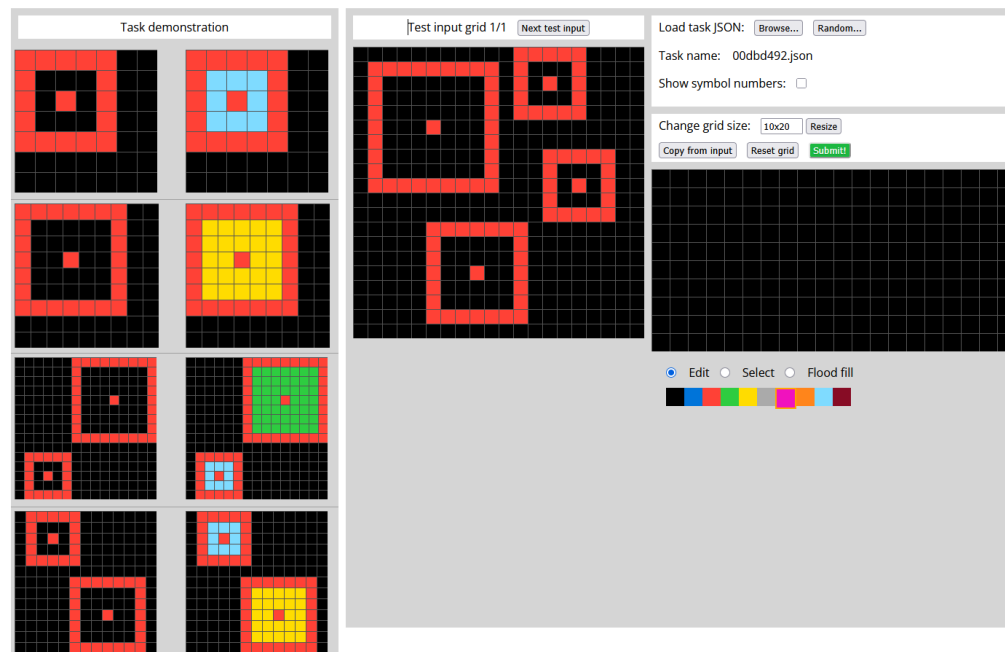 Task demonstration
Test input grid 1/1
Next test input
Load task JSON:
Browse...
Random...
Task name: 00dbd492.json
Show symbol numbers:
Change grid size:
10x20
Resize
Copy from input
Reset grid
Submit!
Edit
Select
Flood fill